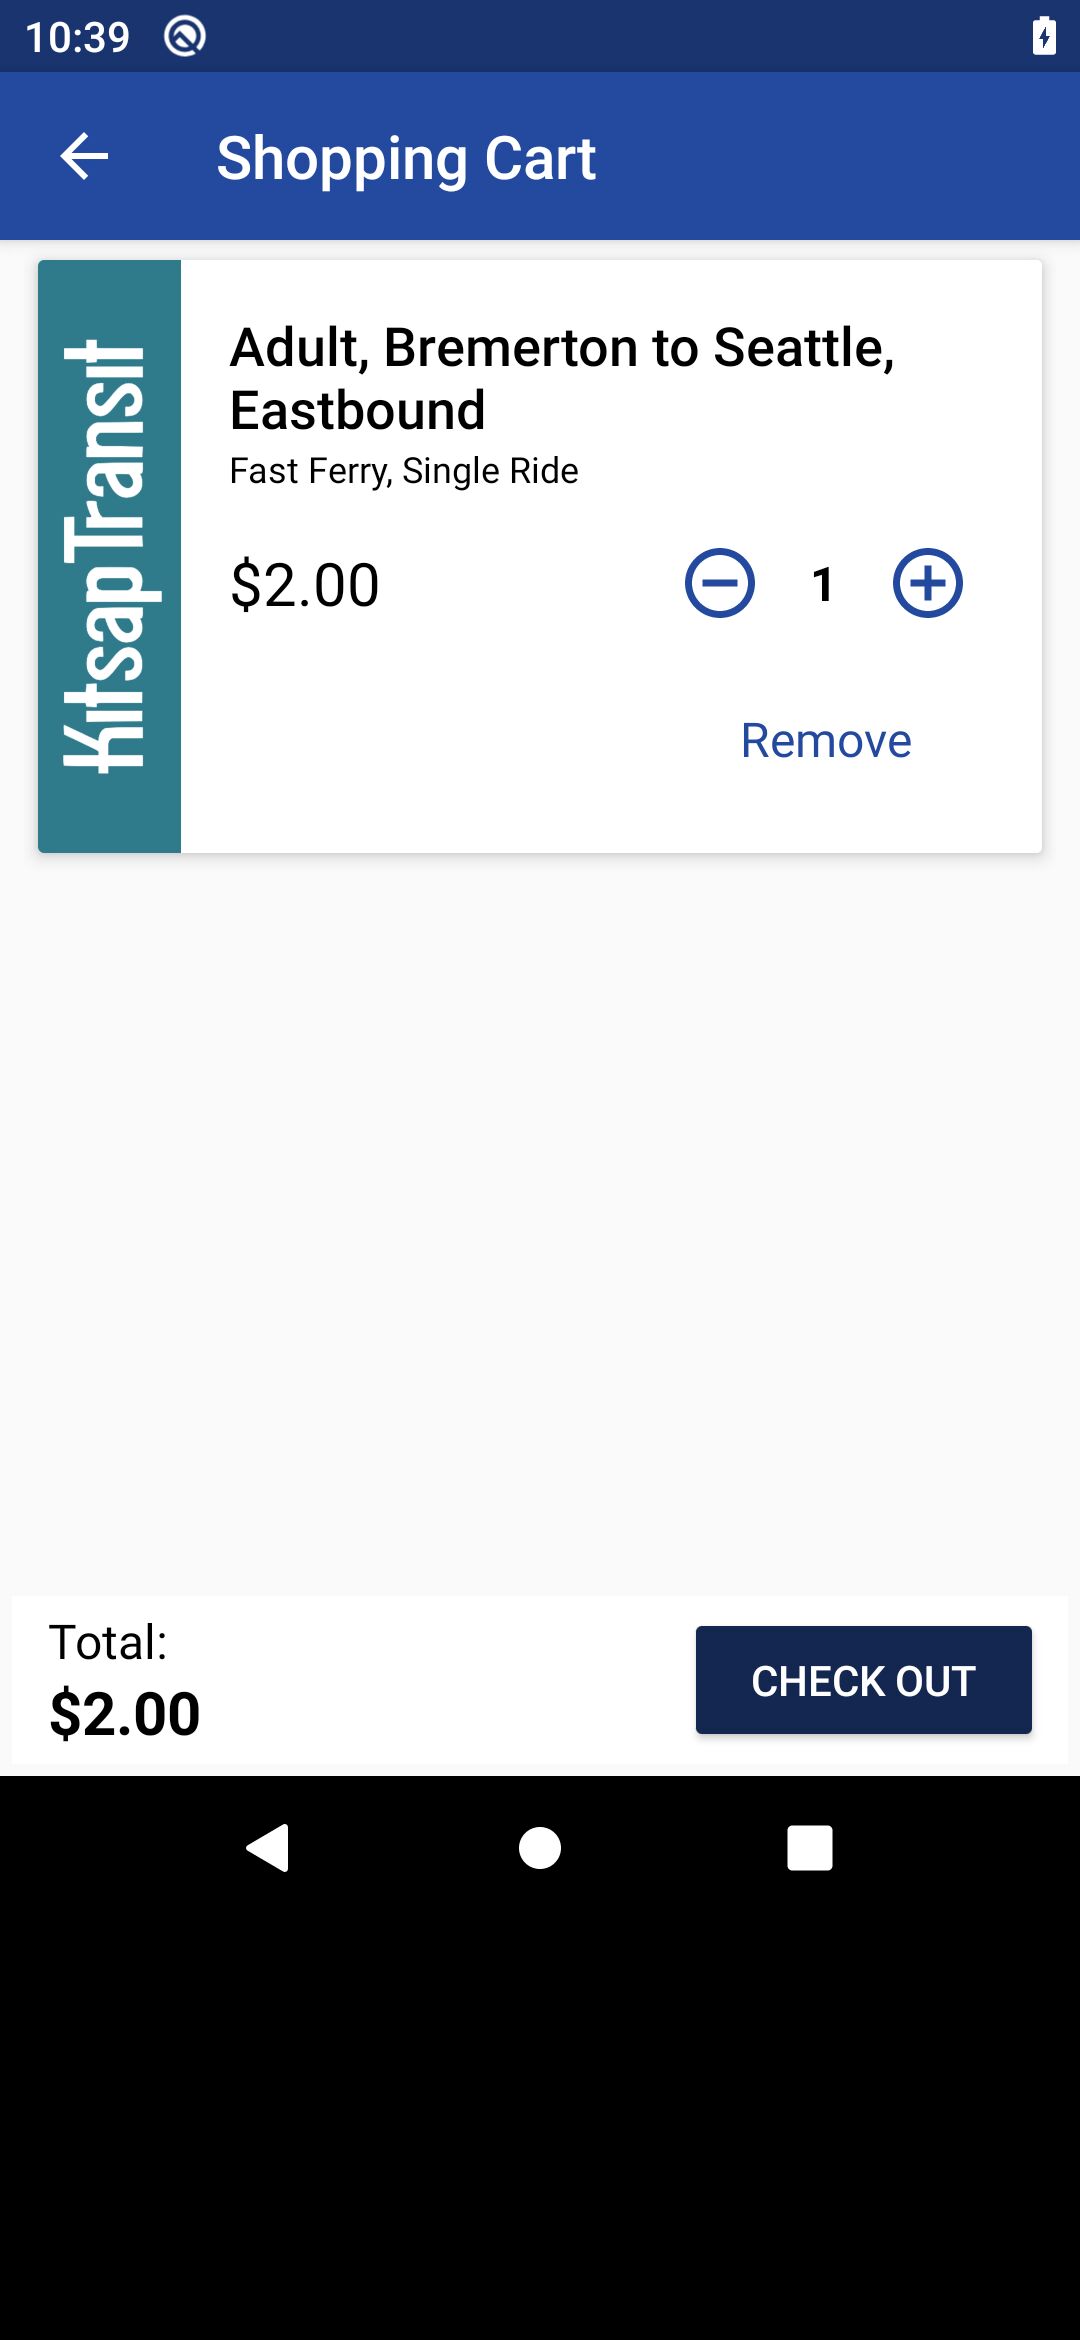 10:39
Shopping Cart
Kitsap Transit
Adult, Bremerton to Seattle,
Eastbound
Fast Ferry, Single Ride
$2.00
1
Remove
Total:
$2.00
CHECK OUT